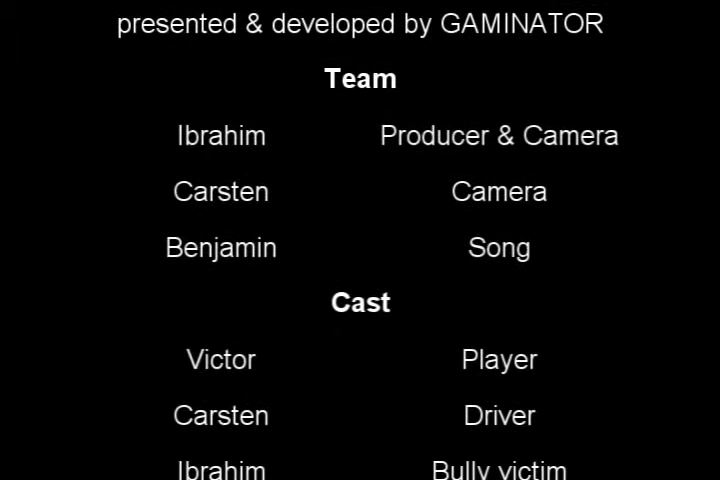 presented & developed by GAMINATOR
Team
Ibrahim Producer & Camera
Carsten Camera
Benjamin Song
Cast
Victor Player
Carsten Driver
Ibrahim Bully victim